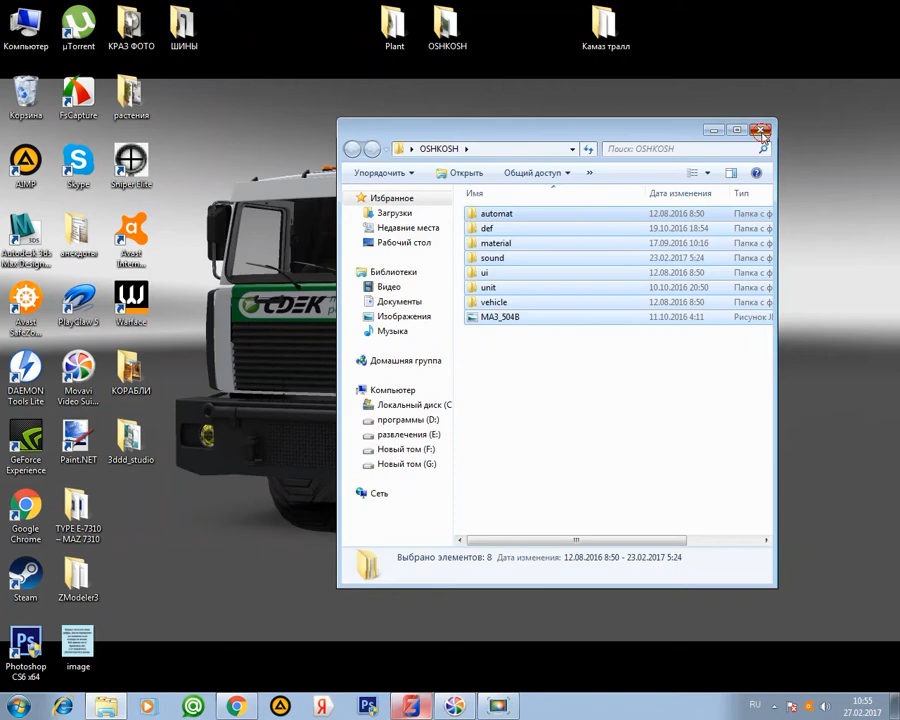 Компьютер
µTorrent
КРАЗ ФОТО
ШИНЫ
Plant
OSHKOSH
Камаз тралл
Корзина
FsCapture
растения
AIMP
Skype
Sniper Elite
Autodesk 3ds
Max Design...
анекдоты
Avast
Intern...
Avast
SafeZo...
PlayClaw 5
Warface
DAEMON
Tools Lite
Movavi
Video Sui...
КОРАБЛИ
GeForce
Experience
Paint.NET
3ddd_studio
Google
Chrome
TYPE E-7310
– MAZ 7310
Steam
ZModeler3
Photoshop
CS6 x64
image
СДЕК
OSHKOSH
Поиск: OSHKOSH
Упорядочить
Открыть
Общий доступ
»
Избранное
Загрузки
Недавние места
Рабочий стол
Библиотеки
Видео
Документы
Изображения
Музыка
Домашняя группа
Компьютер
Локальный диск (C
программы (D:)
развлечения (E:)
Новый том (F:)
Новый том (G:)
Сеть
Имя
Дата изменения
Тип
automat 12.08.2016 8:50 Папка с ф
def 19.10.2016 18:54 Папка с ф
material 17.09.2016 10:16 Папка с ф
sound 23.02.2017 5:24 Папка с ф
ui 12.08.2016 8:50 Папка с ф
unit 10.10.2016 20:50 Папка с ф
vehicle 12.08.2016 8:50 Папка с ф
МАЗ_504В 11.10.2016 4:11 Рисунок JI
Выбрано элементов: 8 Дата изменения: 12.08.2016 8:50 - 23.02.2017 5:24
RU
10:55
27.02.2017